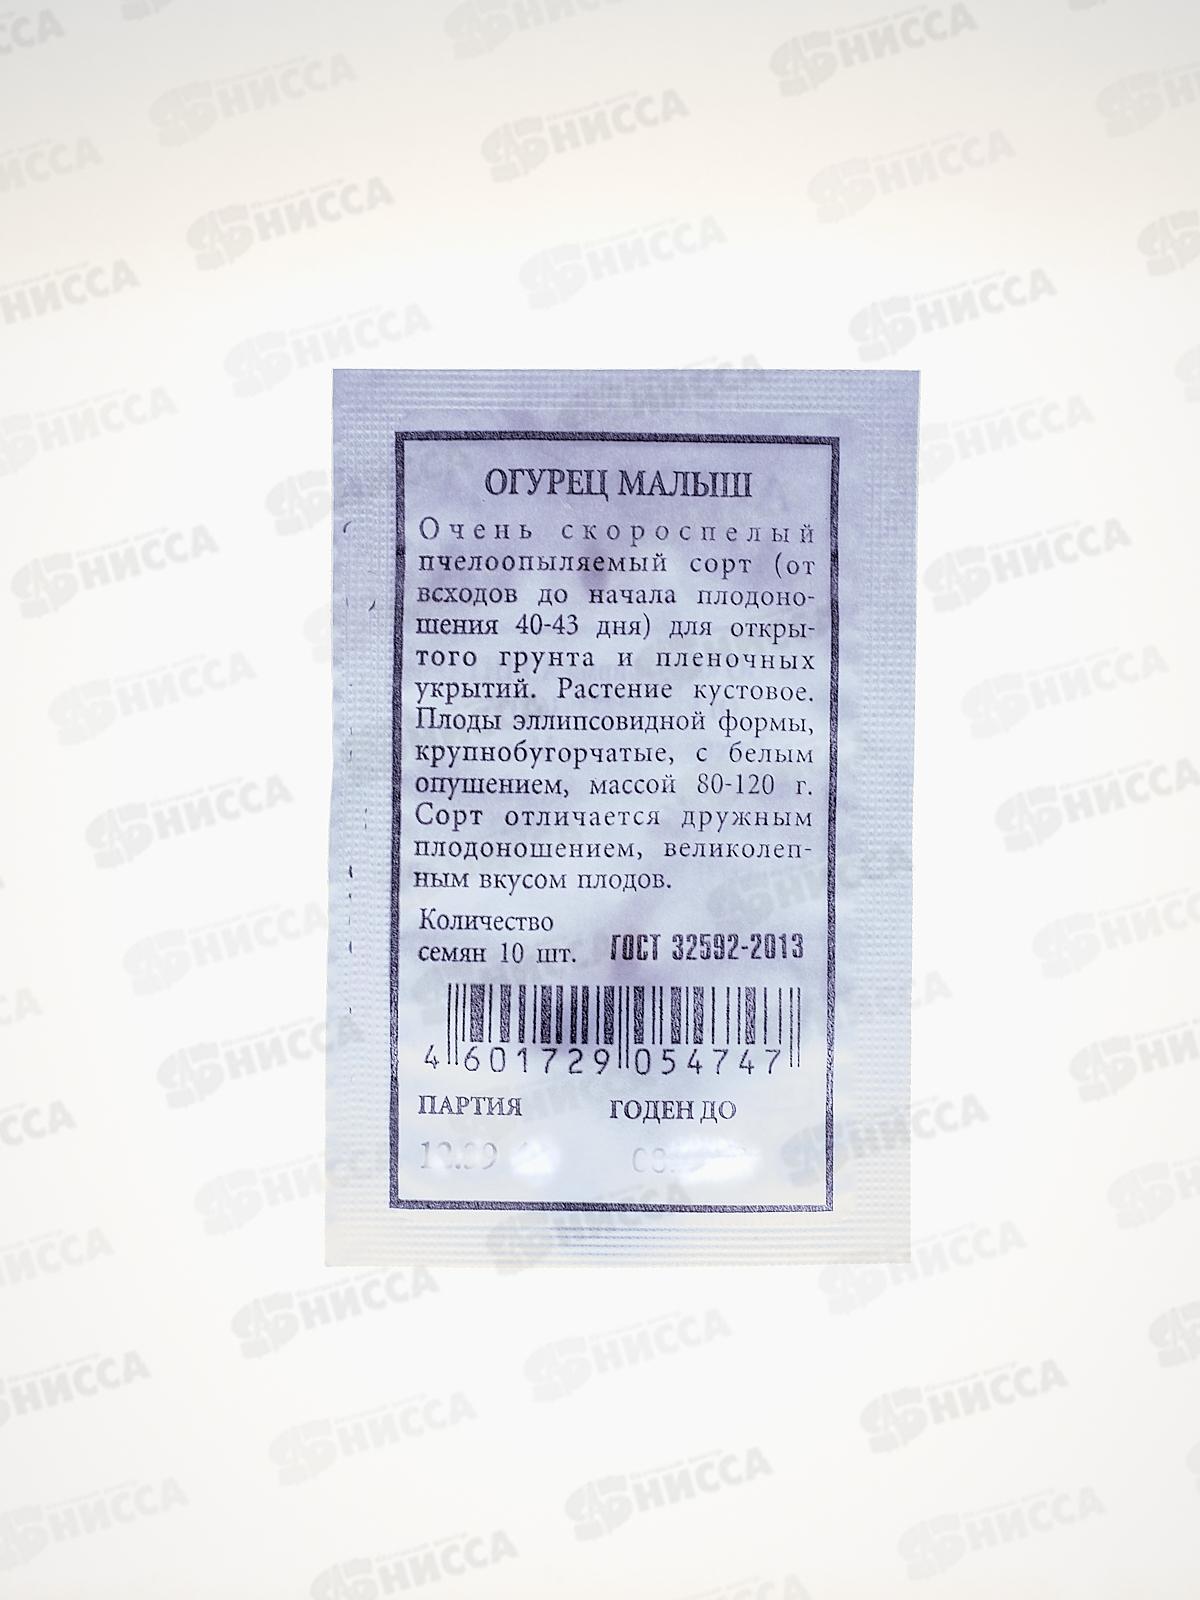 ОГУРЕЦ МАЛЫШ
Очень скороспелый
пчелоопыляемый сорт (от
всходов до начала плодоно-
шения 40-43 дня) для откры-
того грунта и пленочных
укрытий. Растение кустовое.
Плоды эллипсовидной формы,
крупнобугорчатые, с белым
опушением, массой 80-120 г.
Сорт отличается дружным
плодоношением, великолеп-
ным вкусом плодов.
Количество
семян 10 шт. ГОСТ 32592-2013
4 601729 054747
ПАРТИЯ ГОДЕН ДО